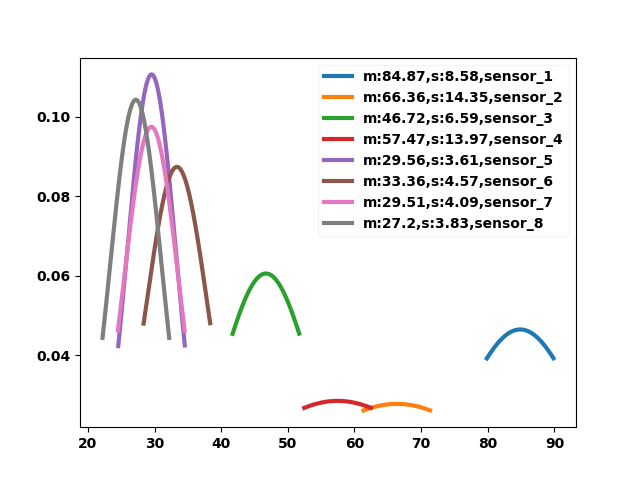 m:84.87,s:8.58,sensor_1
m:66.36,s:14.35,sensor_2
m:46.72,s:6.59,sensor_3
m:57.47,s:13.97,sensor_4
m:29.56,s:3.61,sensor_5
m:33.36,s:4.57,sensor_6
m:29.51,s:4.09,sensor_7
m:27.2,s:3.83,sensor_8
0.10
0.08
0.06
0.04
20 30 40 50 60 70 80 90